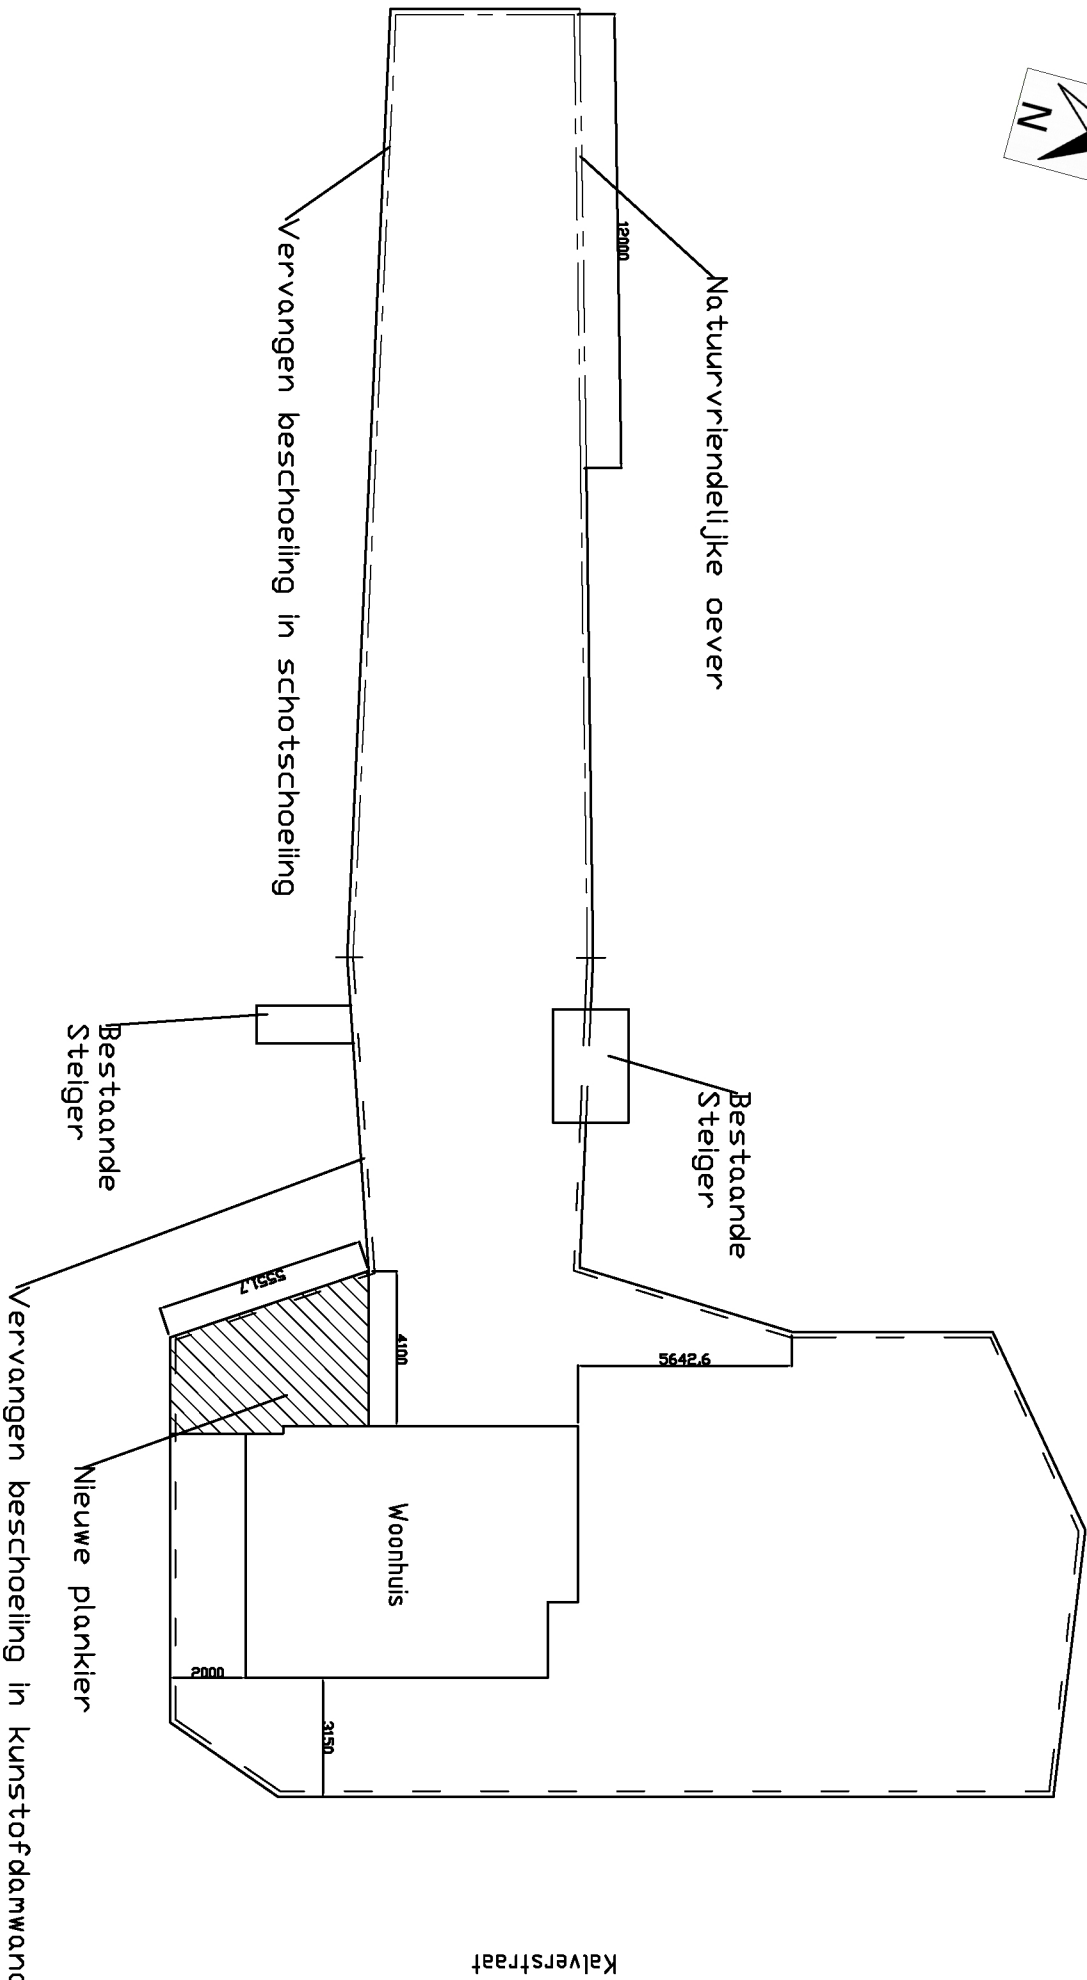 N
12000
Natuurvriendelijke oever
Vervangen beschoeiing in schotschoeiing
Bestaande
Steiger
Bestaande
Steiger
5551.7
4100
5642.6
Nieuwe plankier
Woonhuis
2000
3150
Vervangen beschoeiing in kunstofdamwand
Kalverstraat